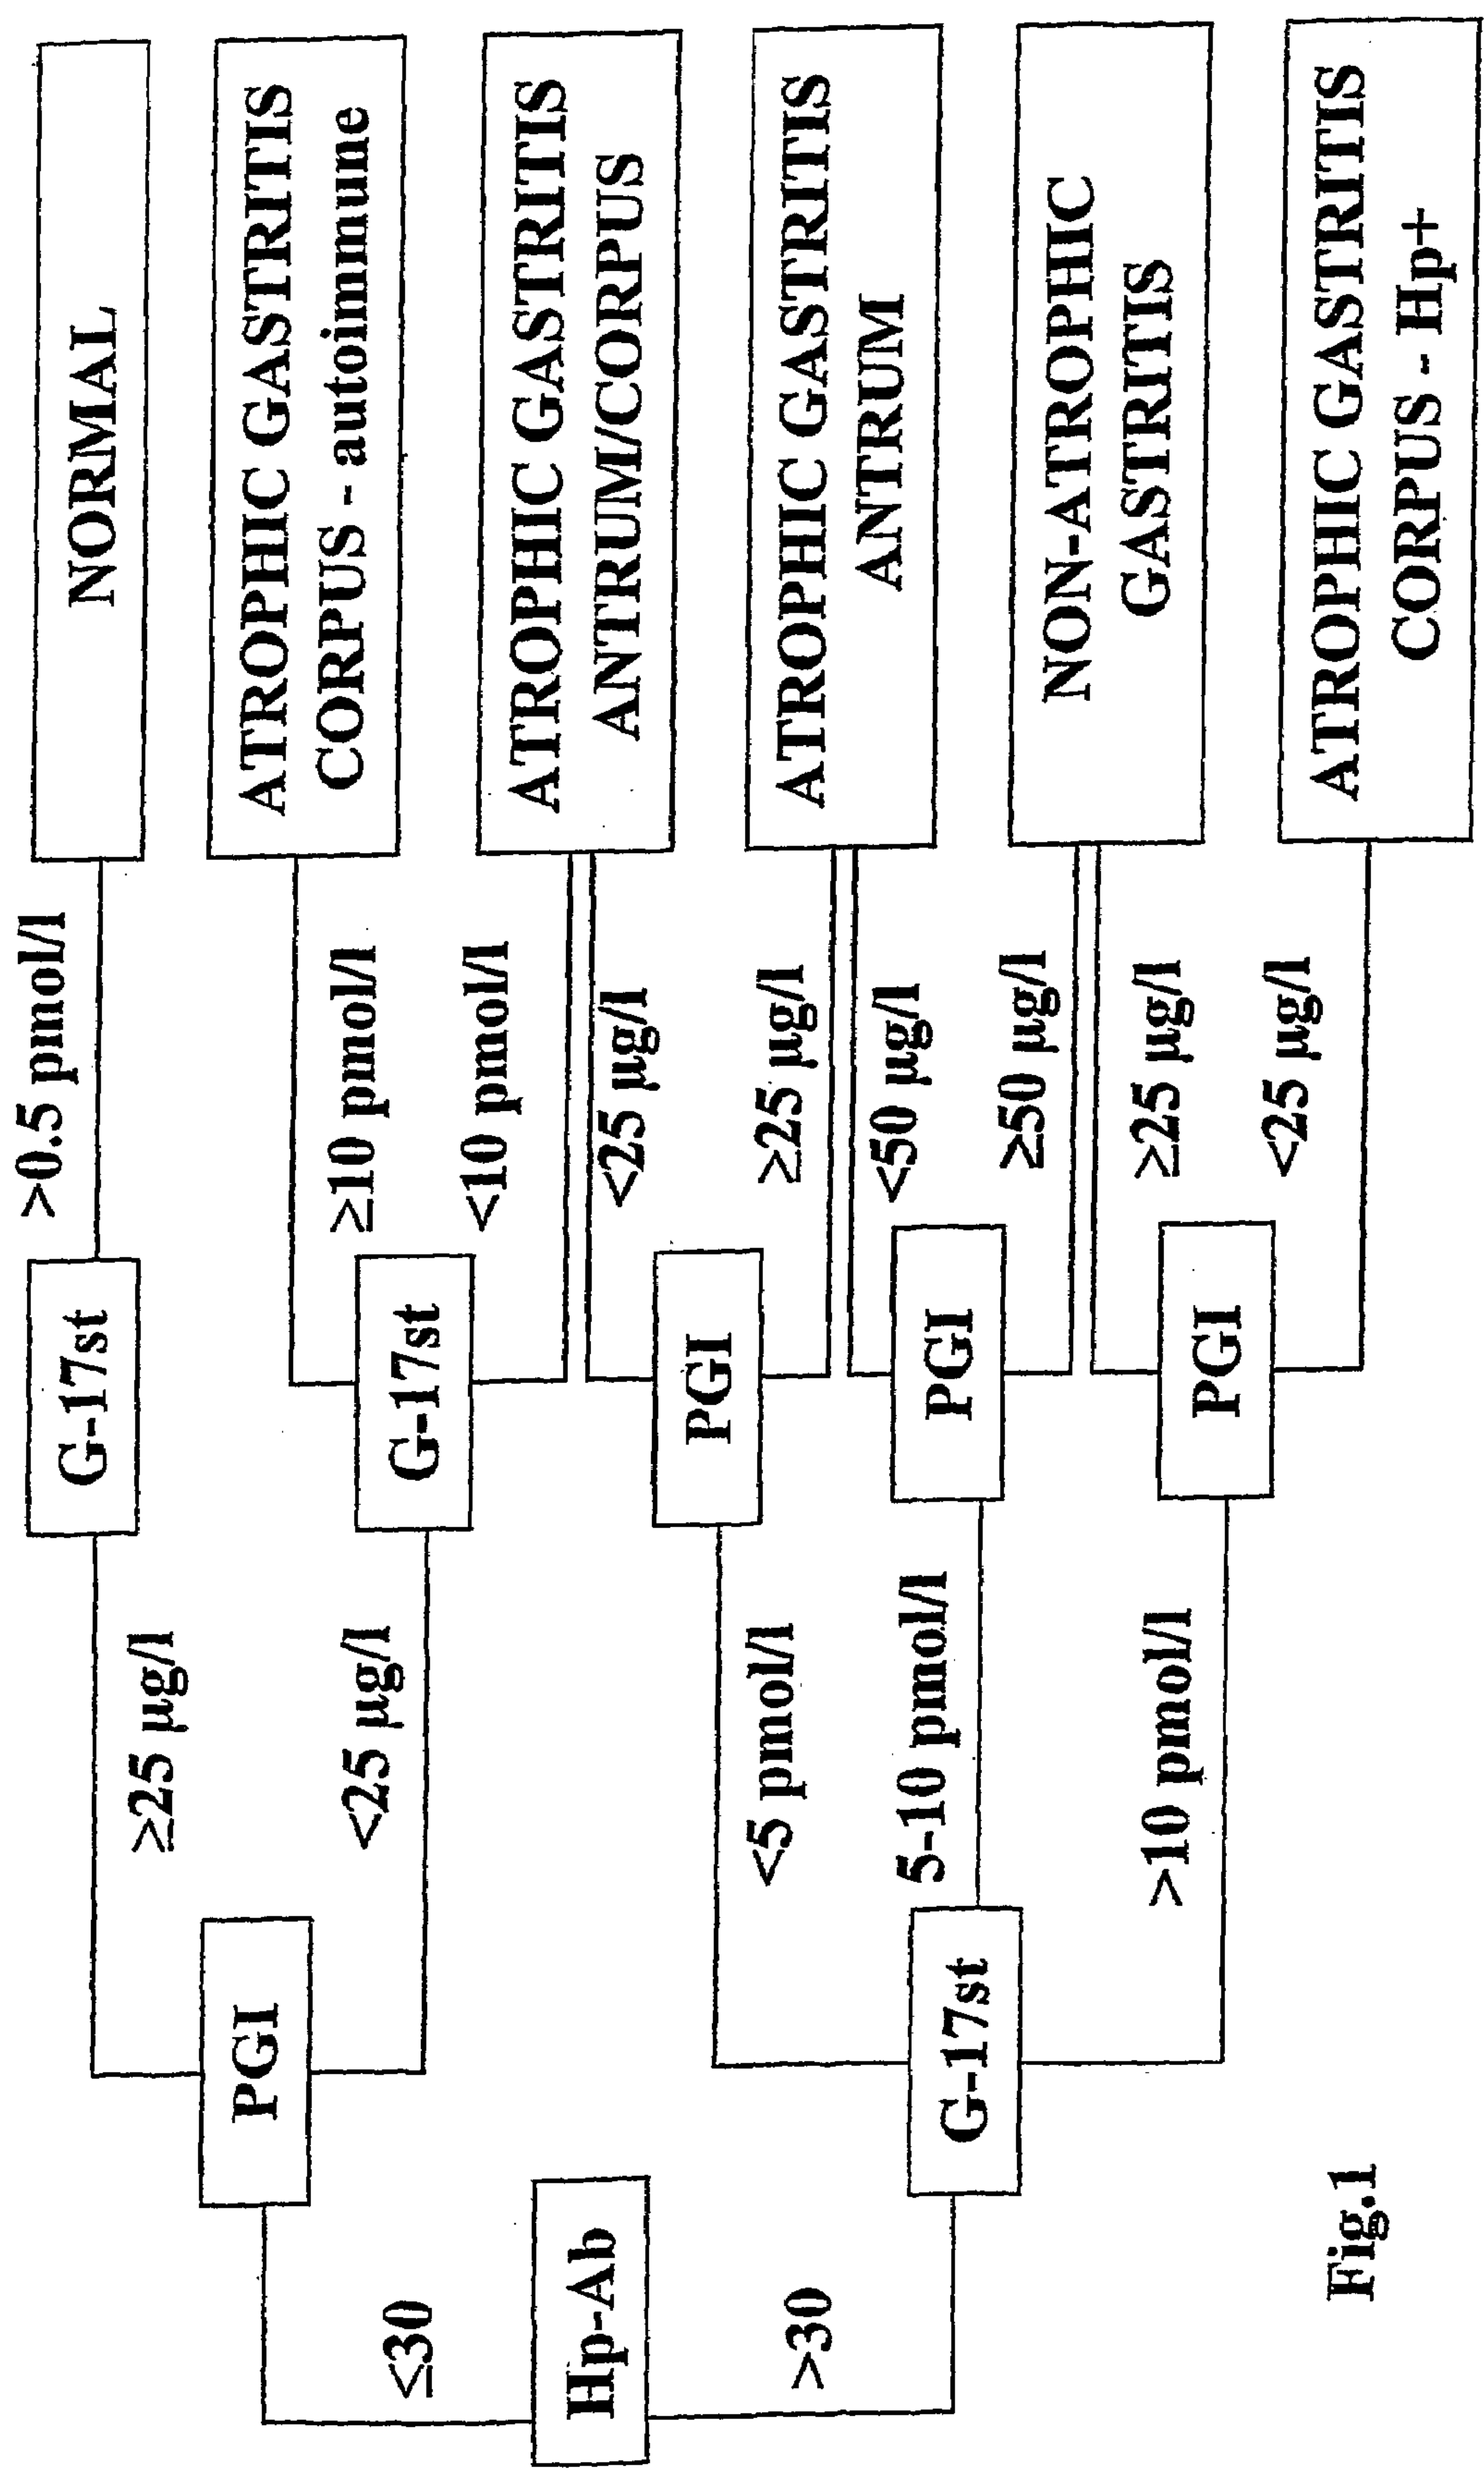 Hp-Ab
≤30
>30
PGI
G-17st
≥25 µg/l
<25 µg/l
<5 pmol/l
5-10 pmol/l
>10 pmol/l
G-17st
G-17st
PGI
PGI
PGI
>0.5 pmol/l
≥10 pmol/l
<10 pmol/l
<25 µg/l
≥25 µg/l
<50 µg/l
≥50 µg/l
≥25 µg/l
<25 µg/l
NORMAL
ATROPHIC GASTRITIS
CORPUS - autoimmune
ATROPHIC GASTRITIS
ANTRUM/CORPUS
ATROPHIC GASTRITIS
ANTRUM
NON-ATROPHIC
GASTRITIS
ATROPHIC GASTRITIS
CORPUS - Hp+
Fig.1